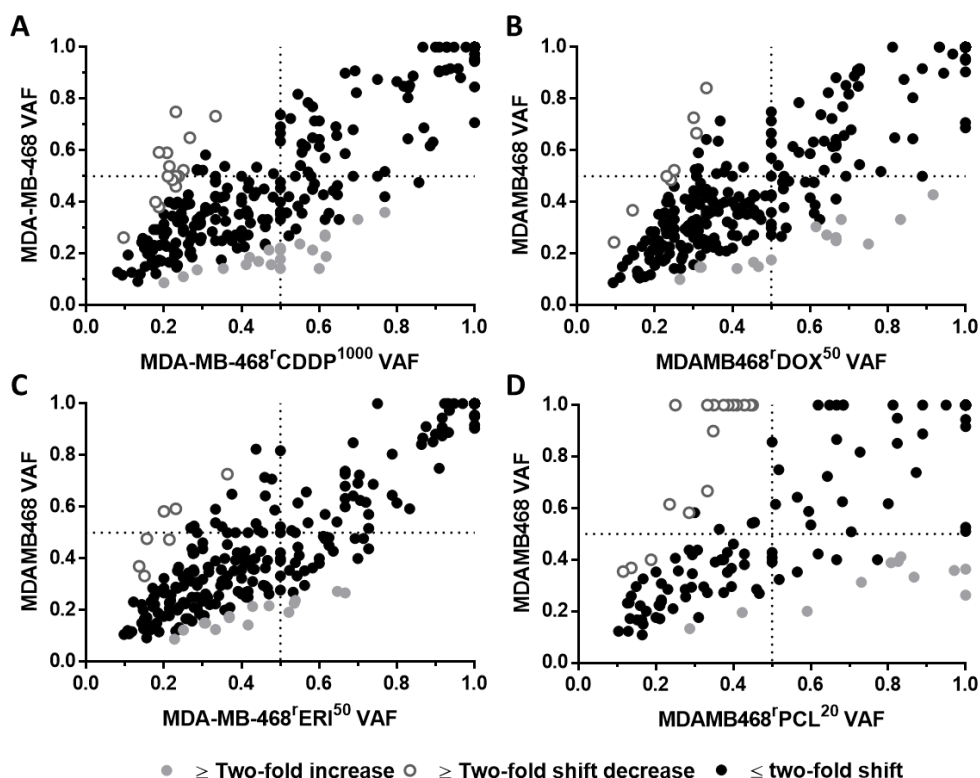 A
MDA-MB-468 VAF
1.0
0.8
0.6
0.4
0.2
0.0
0.0 0.2 0.4 0.6 0.8 1.0
MDA-MB-468rCDDP1000 VAF
B
MDAMB468 VAF
1.0
0.8
0.6
0.4
0.2
0.0
0.0 0.2 0.4 0.6 0.8 1.0
MDAMB468rDOX50 VAF
C
MDAMB468 VAF
1.0
0.8
0.6
0.4
0.2
0.0
0.0 0.2 0.4 0.6 0.8 1.0
MDA-MB-468rERI50 VAF
D
MDAMB468 VAF
1.0
0.8
0.6
0.4
0.2
0.0
0.0 0.2 0.4 0.6 0.8 1.0
MDAMB468rPCL20 VAF
≥ Two-fold increase ≥ Two-fold shift decrease ≤ two-fold shift